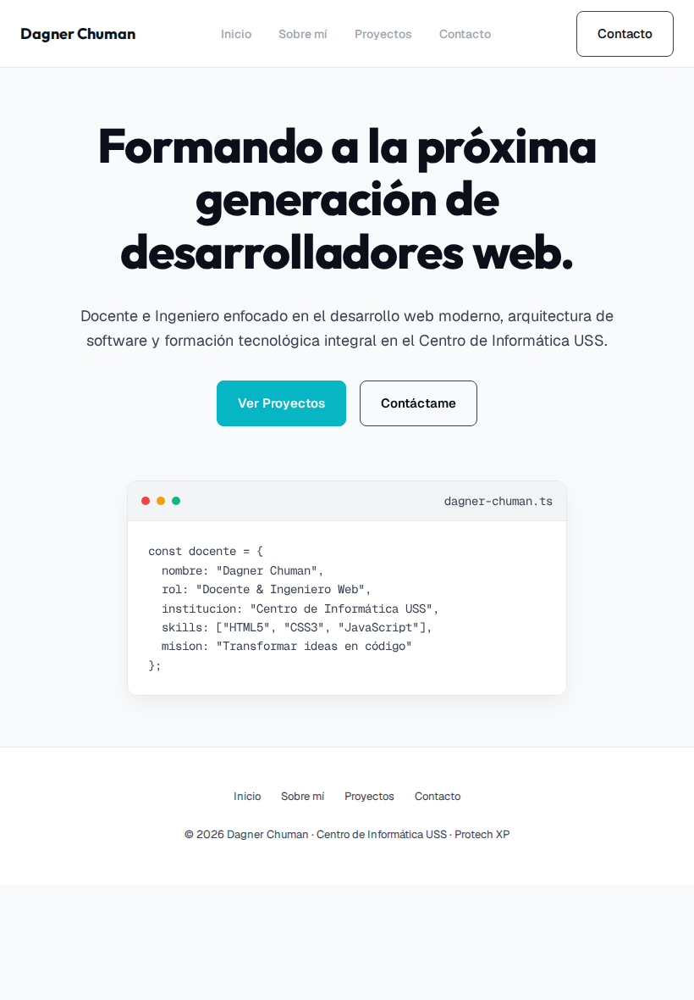 Dagner Chuman
Inicio Sobre mí Proyectos Contacto
Contacto
Formando a la próxima
generación de
desarrolladores web.
Docente e Ingeniero enfocado en el desarrollo web moderno, arquitectura de
software y formación tecnológica integral en el Centro de Informática USS.
Ver Proyectos
Contáctame
dagner-chuman.ts
const docente = {
  nombre: "Dagner Chuman",
  rol: "Docente & Ingeniero Web",
  institucion: "Centro de Informática USS",
  skills: ["HTML5", "CSS3", "JavaScript"],
  mision: "Transformar ideas en código"
};
Inicio Sobre mí Proyectos Contacto
© 2026 Dagner Chuman · Centro de Informática USS · Protech XP